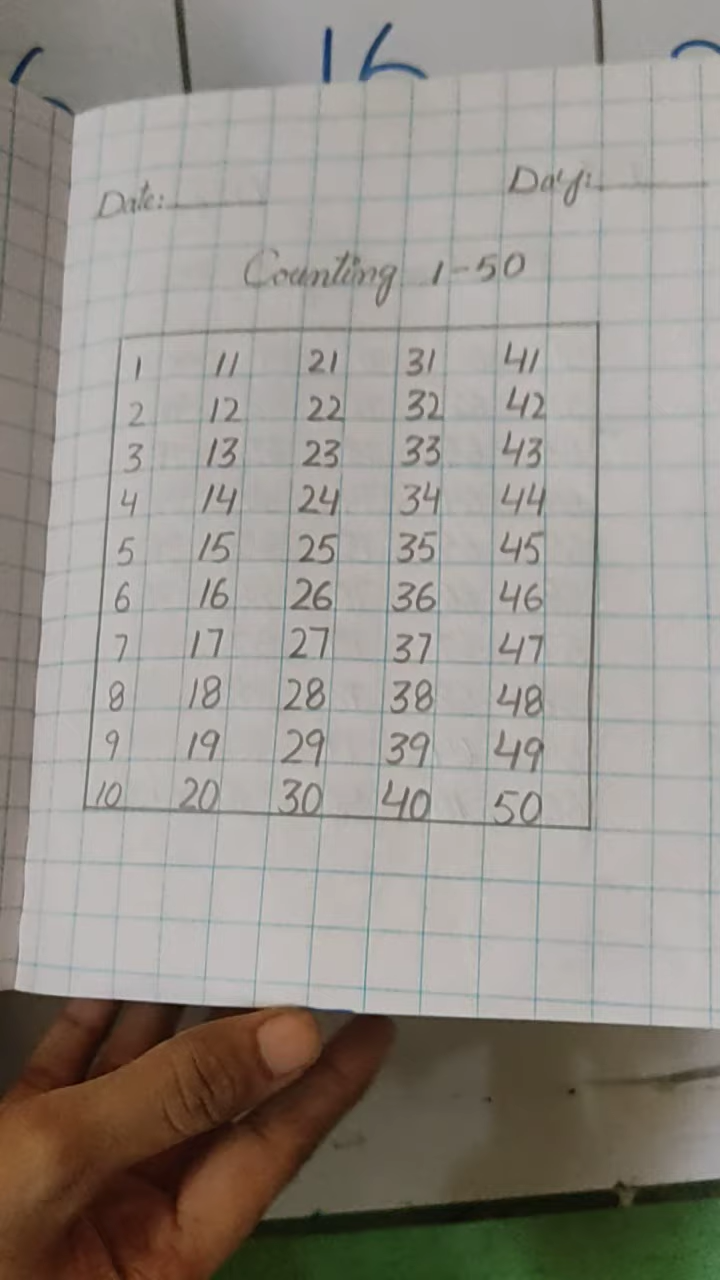 16
Date:
Day:
Counting 1-50
1 11 21 31 41
2 12 22 32 42
3 13 23 33 43
4 14 24 34 44
5 15 25 35 45
6 16 26 36 46
7 17 27 37 47
8 18 28 38 48
9 19 29 39 49
10 20 30 40 50